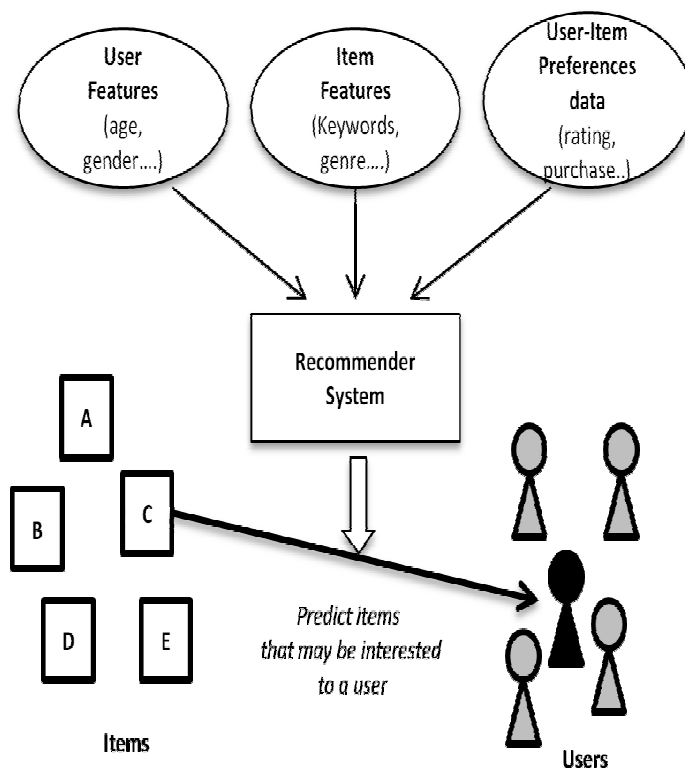 User
Features
(age,
gender....)
Item
Features
(Keywords,
genre....)
User-Item
Preferences
data
(rating,
purchase..)
Recommender
System
A
B
C
D
E
Predict items
that may be interested
to a user
Items
Users